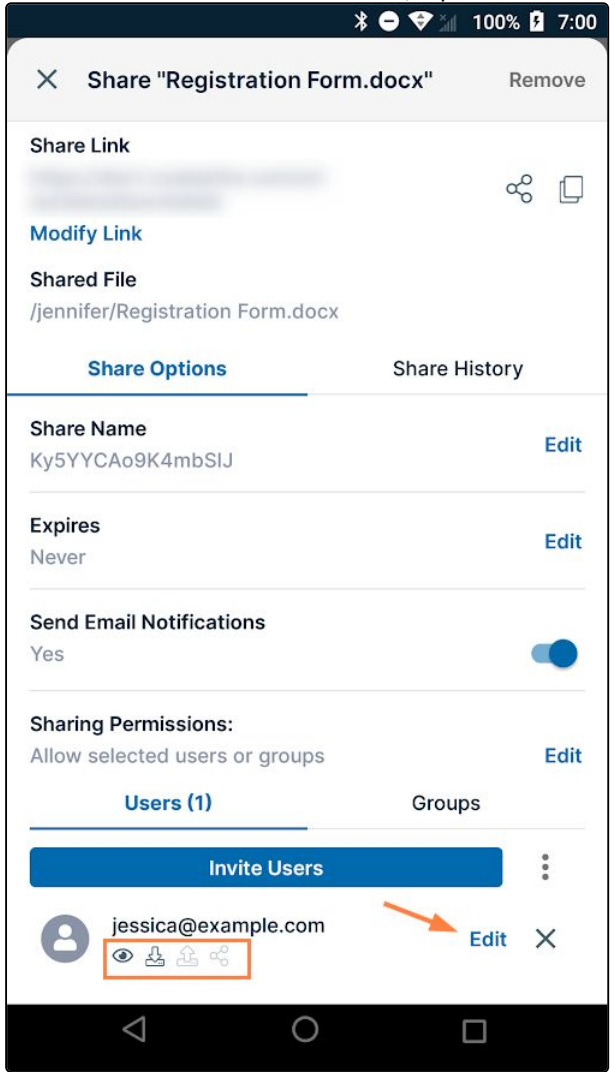 100% 7:00
Share "Registration Form.docx" Remove
Share Link
Modify Link
Shared File
/jennifer/Registration Form.docx
Share Options Share History
Share Name
Ky5YYCAo9K4mbSIJ Edit
Expires
Never Edit
Send Email Notifications
Yes
Sharing Permissions:
Allow selected users or groups Edit
Users (1) Groups
Invite Users
jessica@example.com
Edit